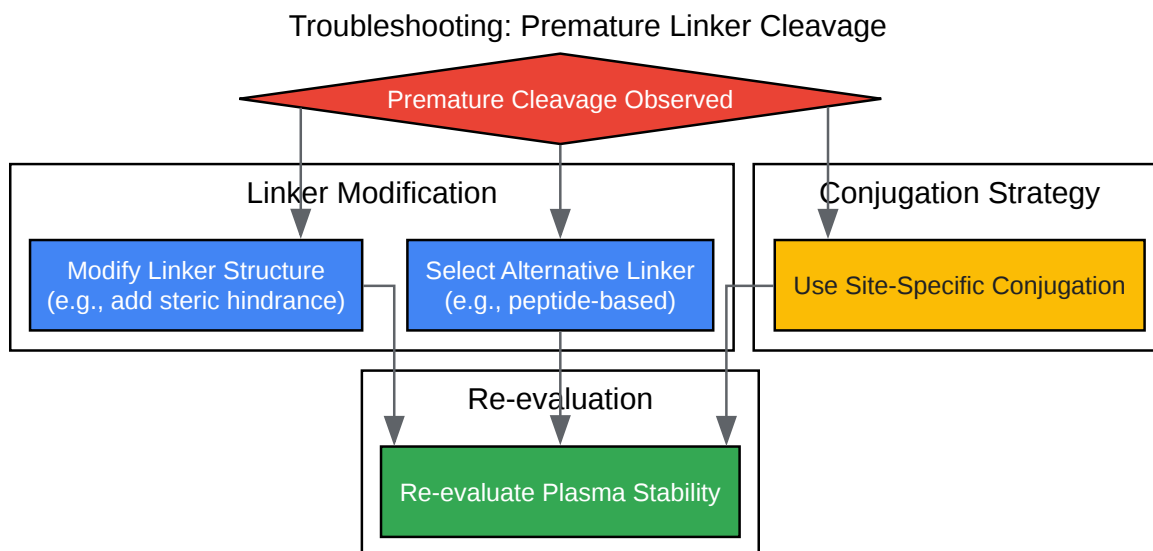 Troubleshooting: Premature Linker Cleavage
Premature Cleavage Observed
Linker Modification
Conjugation Strategy
Modify Linker Structure
(e.g., add steric hindrance)
Select Alternative Linker
(e.g., peptide-based)
Use Site-Specific Conjugation
Re-evaluation
Re-evaluate Plasma Stability